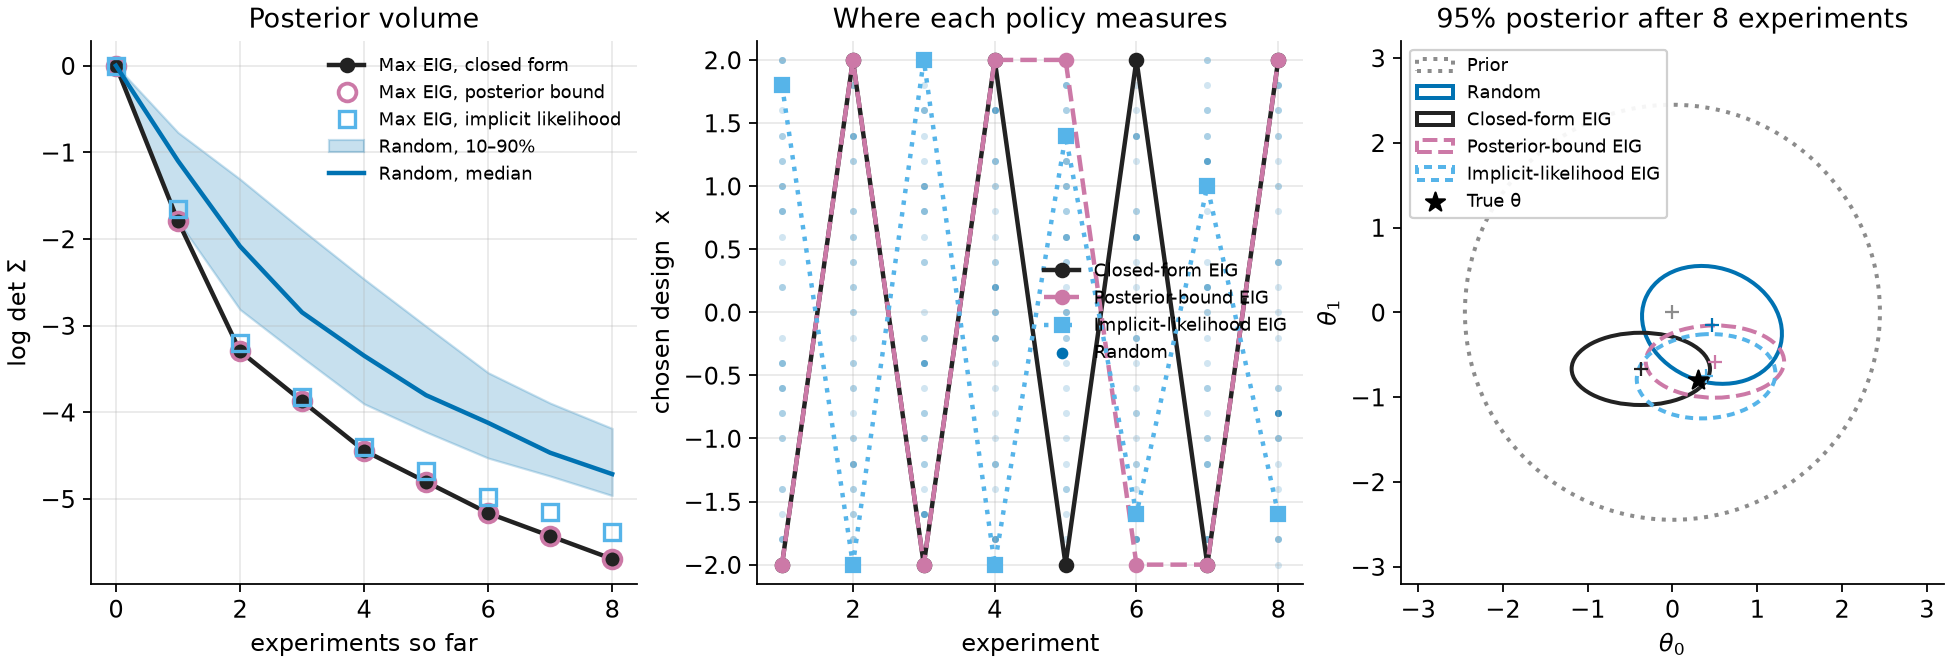 Posterior volume
log det Σ
0
−1
−2
−3
−4
−5
0
2
4
6
8
experiments so far
Max EIG, closed form
Max EIG, posterior bound
Max EIG, implicit likelihood
Random, 10–90%
Random, median
Where each policy measures
chosen design x
2.0
1.5
1.0
0.5
0.0
−0.5
−1.0
−1.5
−2.0
2
4
6
8
experiment
Closed-form EIG
Posterior-bound EIG
Implicit-likelihood EIG
Random
95% posterior after 8 experiments
θ1
3
2
1
0
−1
−2
−3
−3
−2
−1
0
1
2
3
θ0
Prior
Random
Closed-form EIG
Posterior-bound EIG
Implicit-likelihood EIG
True θ